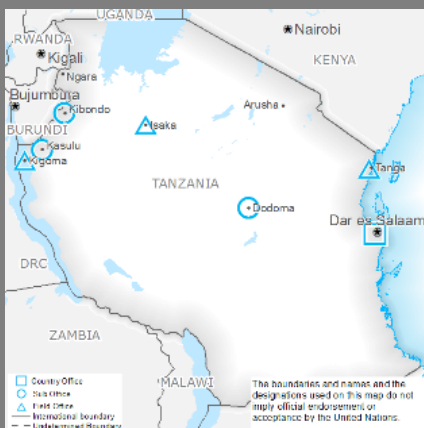 UGANDA
Nairobi
RWANDA
Kigali
KENYA
Ngara
Bujumbura
Kibondo
Arusha
Isaka
BURUNDI
Kasulu
Kigoma
Tanga
TANZANIA
Dodoma
Dar es Salaam
DRC
ZAMBIA
MALAWI
Country Office
Sub Office
Field Office
International boundary
Undetermined Boundary
The boundaries and names and the
designations used on this map do not
imply official endorsement or
acceptance by the United Nations.